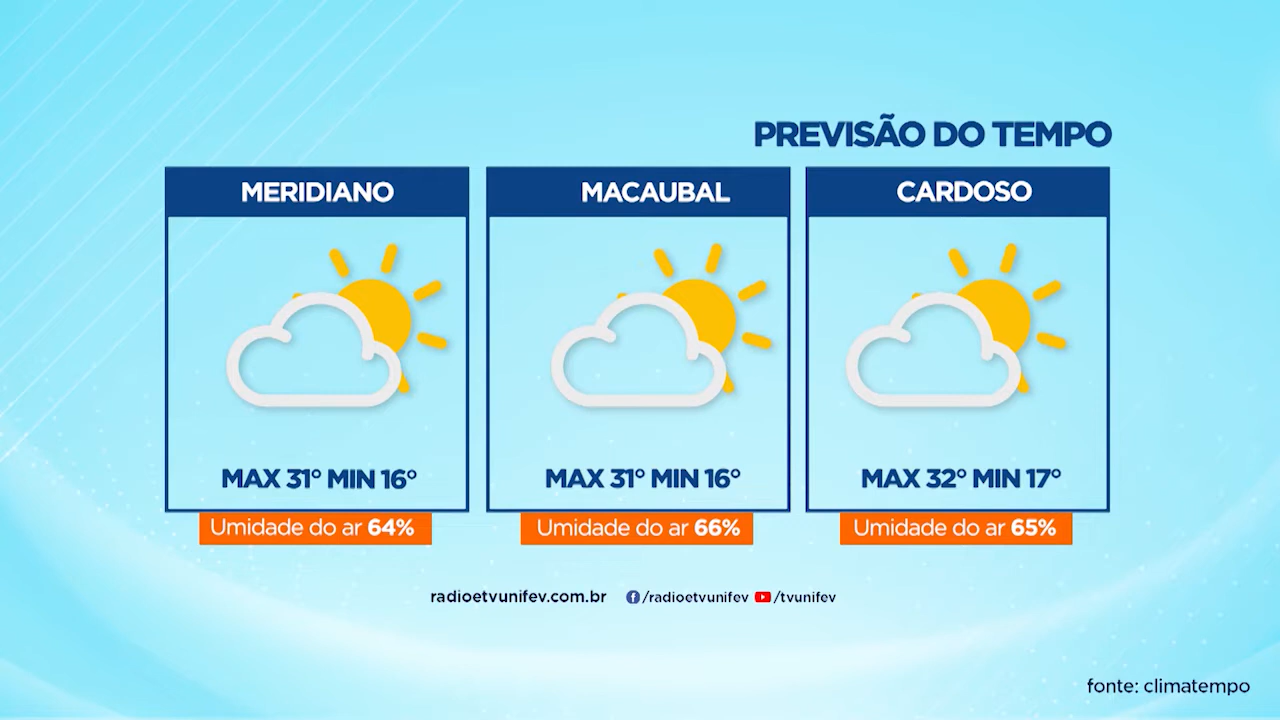 PREVISÃO DO TEMPO
MERIDIANO
MAX 31° MIN 16°
Umidade do ar 64%
MACAUBAL
MAX 31° MIN 16°
Umidade do ar 66%
CARDOSO
MAX 32° MIN 17°
Umidade do ar 65%
radioetvunifev.com.br /radioetvunifev /tvunifev
fonte: climatempo